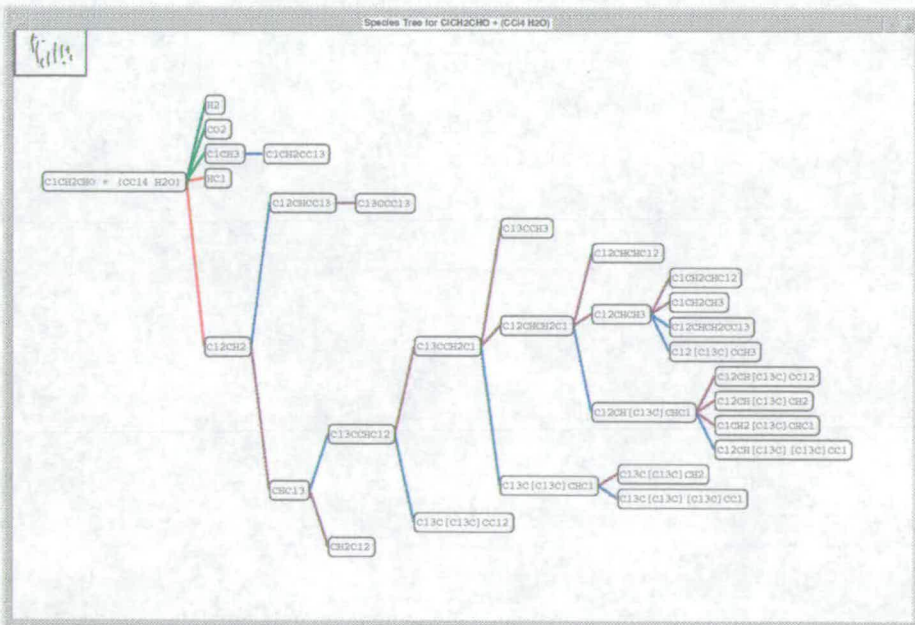 Species Tree for ClCH2CHO + (CCl4 H2O)
H2
CO2
ClCH3
ClCH2CCl3
ClCH2CHO + (CCl4 H2O)
HCl
Cl2CHCCl3
Cl3CCCl3
Cl3CCH3
Cl2CHCHCl2
ClCH2CHCl2
Cl2CHCH2Cl
Cl2CHCH3
ClCH2CH3
Cl2CHCH2CCl3
Cl2CH2
Cl3CCH2Cl
Cl2[Cl3C]CCH3
Cl2CH[Cl3C]CCl2
Cl2CH[Cl3C]CH2
Cl2CH[Cl3C]CHCl
ClCH2[Cl3C]CHCl
Cl3CCHCl2
Cl2CH[Cl3C][Cl3C]CCl
Cl3C[Cl3C]CH2
CHCl3
Cl3C[Cl3C]CHCl
Cl3C[Cl3C][Cl3C]CCl
Cl3C[Cl3C]CCl2
CH2Cl2